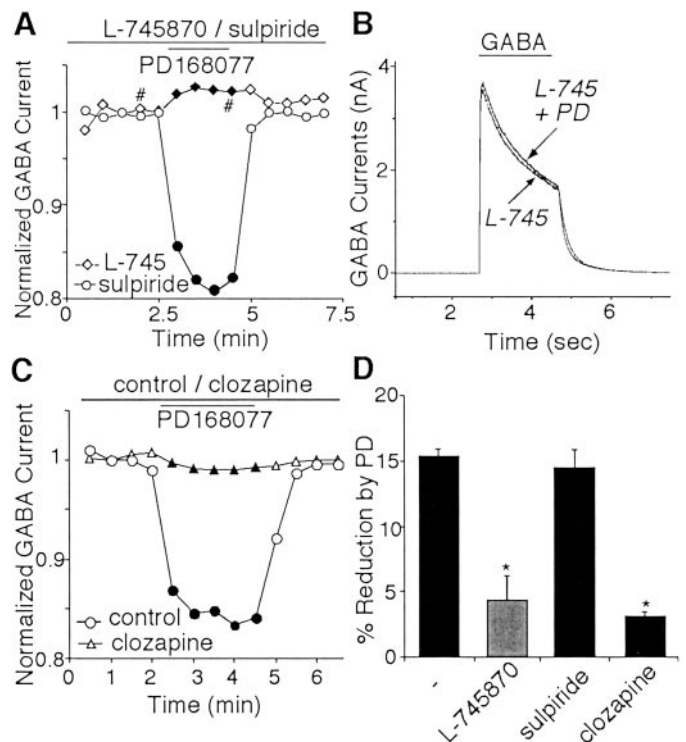 A
L-745870 / sulpiride
PD168077
Normalized GABA Current
1
0.9
0.8
#
#
L-745
sulpiride
0
2.5
5
7.5
Time (min)
B
GABA
GABA Currents (nA)
4
2
0
L-745
+ PD
L-745
2
4
6
Time (sec)
C
control / clozapine
PD168077
Normalized GABA Current
1
0.9
0.8
control
clozapine
0
1
2
3
4
5
6
Time (min)
D
% Reduction by PD
20
15
10
5
0
*
*
-
L-745870
sulpiride
clozapine